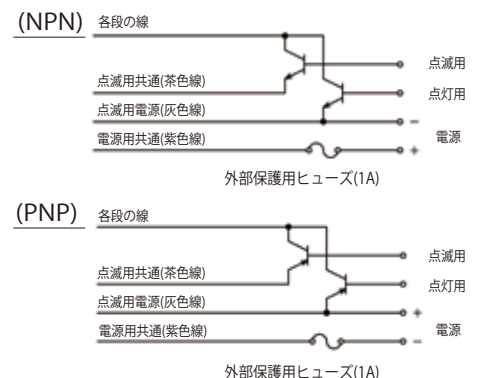 (NPN) 各段の線
点滅用
点滅用共通(茶色線)
点灯用
点滅用電源(灰色線)
−
電源用共通(紫色線)
電源
+
外部保護用ヒューズ(1A)
(PNP) 各段の線
点滅用
点滅用共通(茶色線)
点灯用
点滅用電源(灰色線)
+
電源用共通(紫色線)
電源
−
外部保護用ヒューズ(1A)